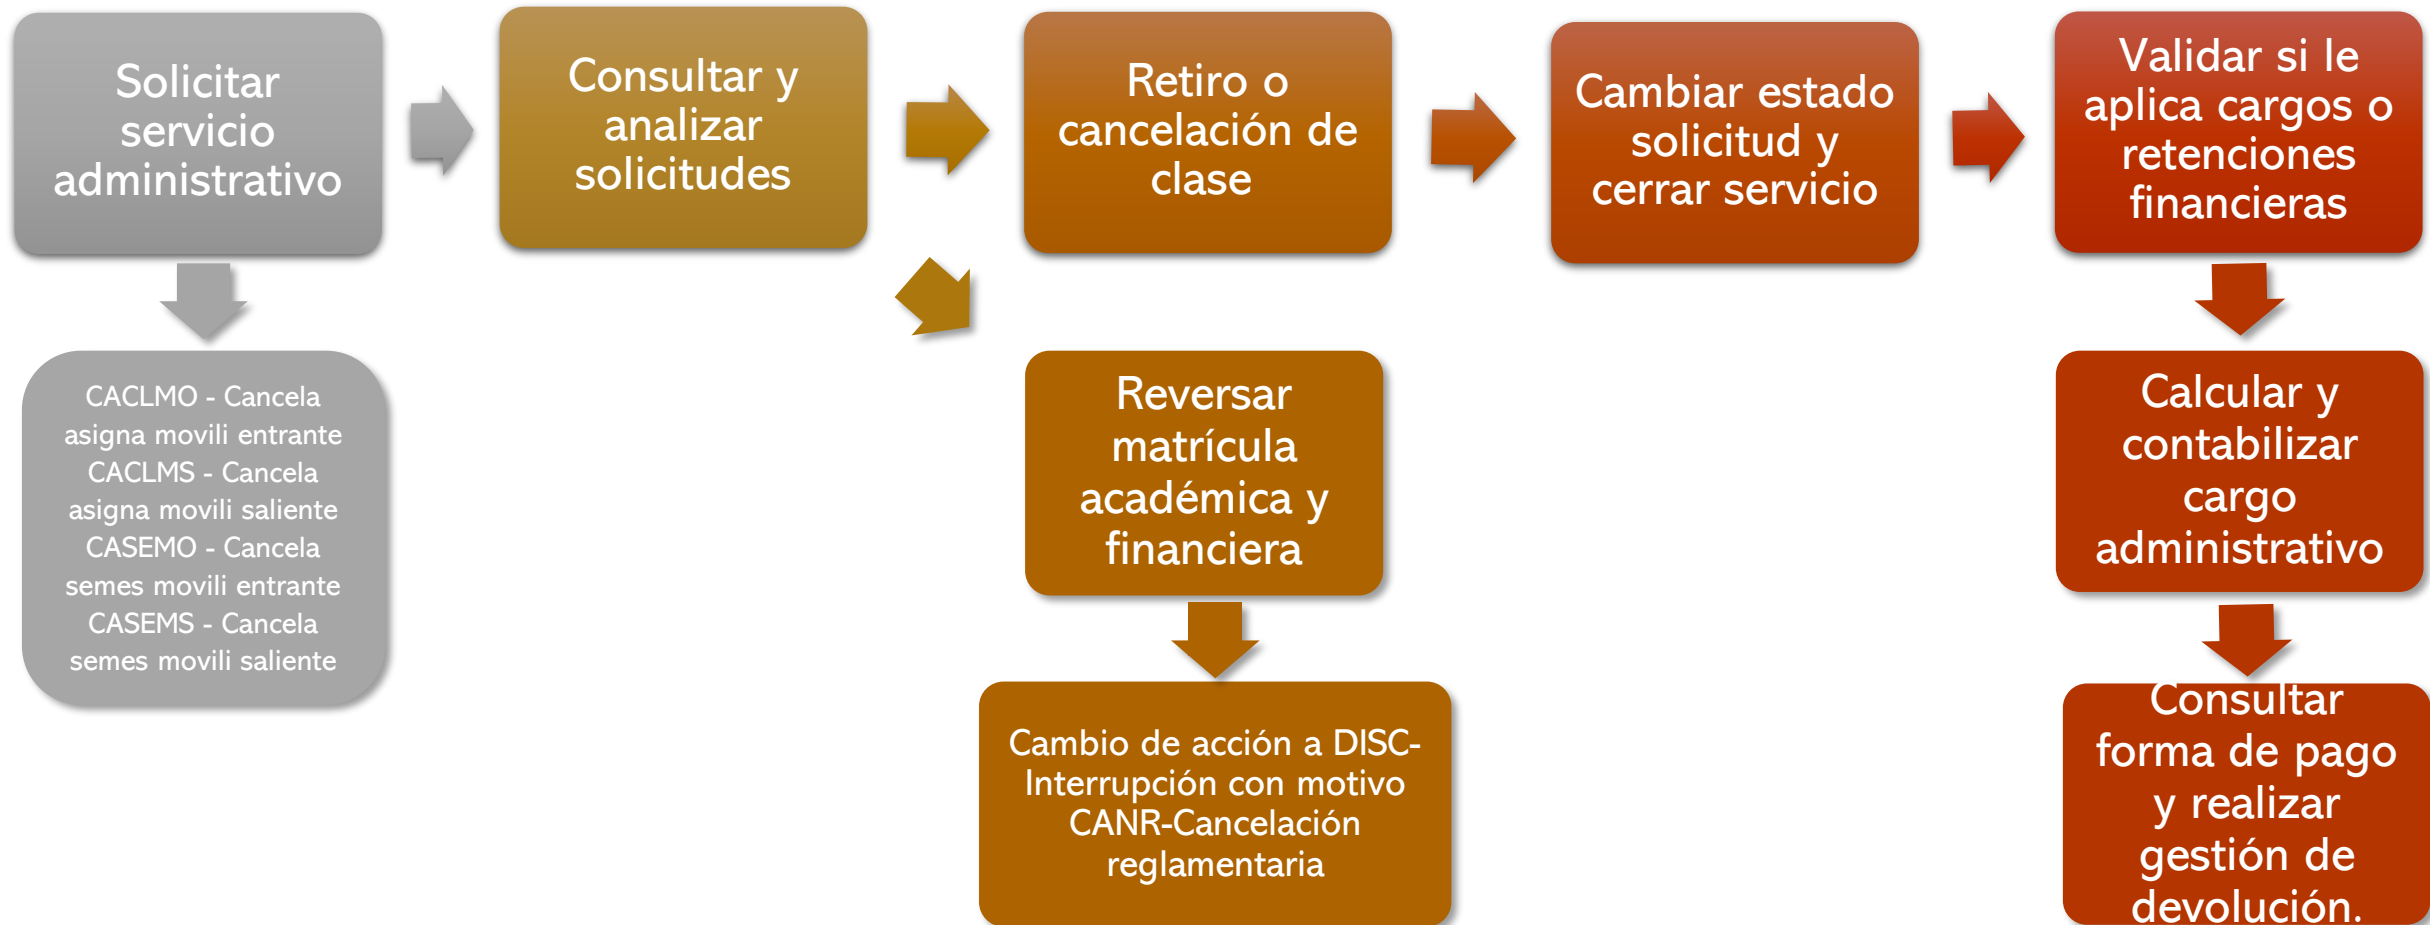 Solicitar
servicio
administrativo
Consultar y
analizar
solicitudes
Retiro o
cancelación de
clase
Cambiar estado
solicitud y
cerrar servicio
Validar si le
aplica cargos o
retenciones
financieras
CACLMO - Cancela
asigna movili entrante
CACLMS - Cancela
asigna movili saliente
CASEMO - Cancela
semes movili entrante
CASEMS - Cancela
semes movili saliente
Reversar
matrícula
académica y
financiera
Calcular y
contabilizar
cargo
administrativo
Cambio de acción a DISC-
Interrupción con motivo
CANR-Cancelación
reglamentaria
Consultar
forma de pago
y realizar
gestión de
devolución.